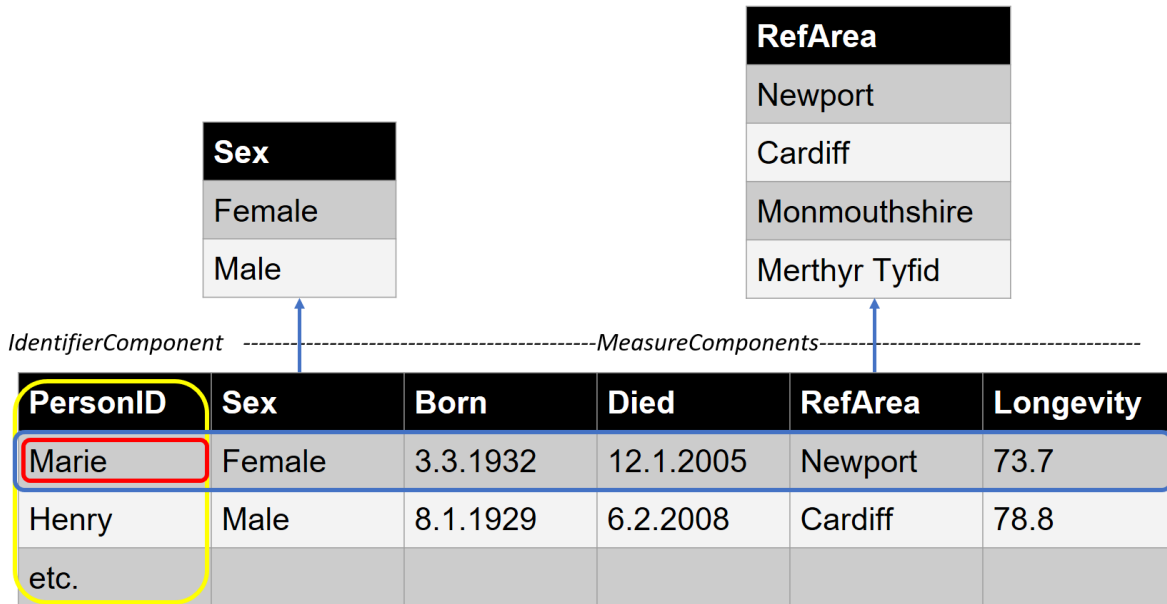 RefArea
Newport
Cardiff
Monmouthshire
Merthyr Tyfid
Sex
Female
Male
IdentifierComponent ----------------------------------------MeasureComponents-------------------------------------
PersonID Sex Born Died RefArea Longevity
Marie Female 3.3.1932 12.1.2005 Newport 73.7
Henry Male 8.1.1929 6.2.2008 Cardiff 78.8
etc.